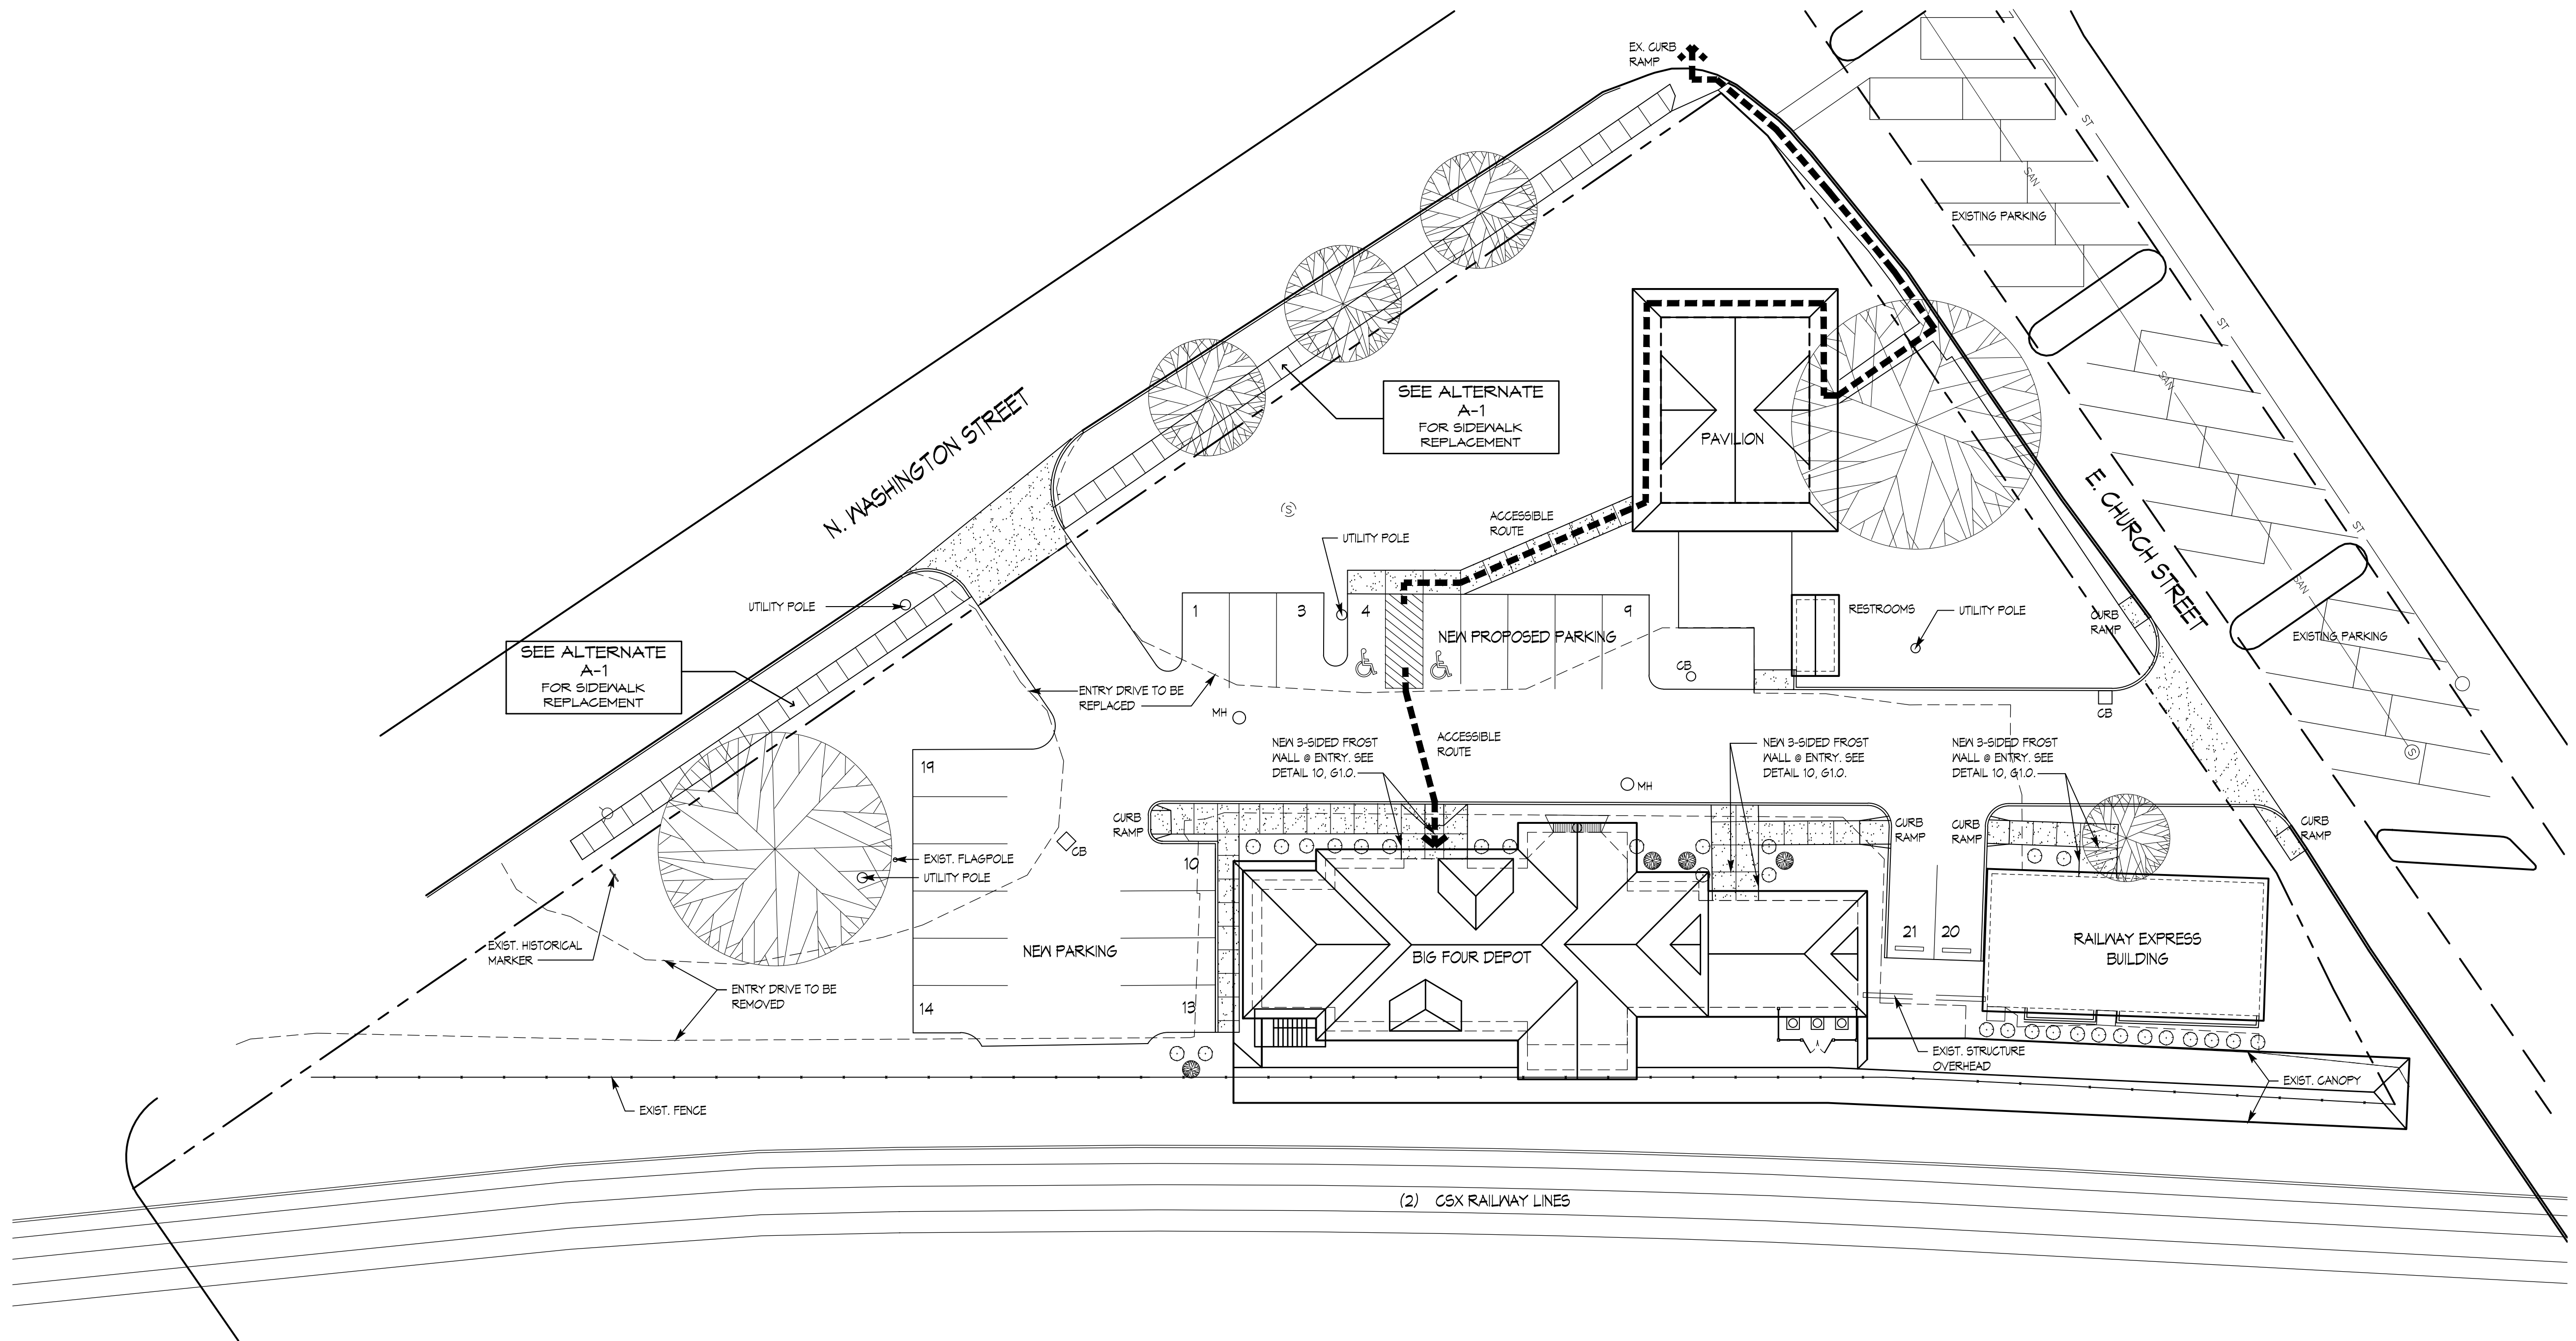 EX. CURB
RAMP
ST
SAN
EXISTING PARKING
ST
SAN
N. WASHINGTON STREET
SEE ALTERNATE
A-1
FOR SIDEWALK
REPLACEMENT
PAVILION
E. CHURCH STREET
ST
S
ACCESSIBLE
ROUTE
UTILITY POLE
SAN
UTILITY POLE
1
3
4
9
NEW PROPOSED PARKING
RESTROOMS
UTILITY POLE
CURB
RAMP
EXISTING PARKING
SEE ALTERNATE
A-1
FOR SIDEWALK
REPLACEMENT
CB
ENTRY DRIVE TO BE
REPLACED
MH
CB
ACCESSIBLE
ROUTE
NEW 3-SIDED FROST
WALL @ ENTRY. SEE
DETAIL 10, G1.0.
NEW 3-SIDED FROST
WALL @ ENTRY. SEE
DETAIL 10, G1.0.
NEW 3-SIDED FROST
WALL @ ENTRY. SEE
DETAIL 10, G1.0.
S
19
MH
CURB
RAMP
CURB
RAMP
CURB
RAMP
CURB
RAMP
CB
EXIST. FLAGPOLE
UTILITY POLE
10
21
20
EXIST. HISTORICAL
MARKER
NEW PARKING
BIG FOUR DEPOT
RAILWAY EXPRESS
BUILDING
ENTRY DRIVE TO BE
REMOVED
14
13
EXIST. STRUCTURE
OVERHEAD
EXIST. CANOPY
EXIST. FENCE
(2) CSX RAILWAY LINES